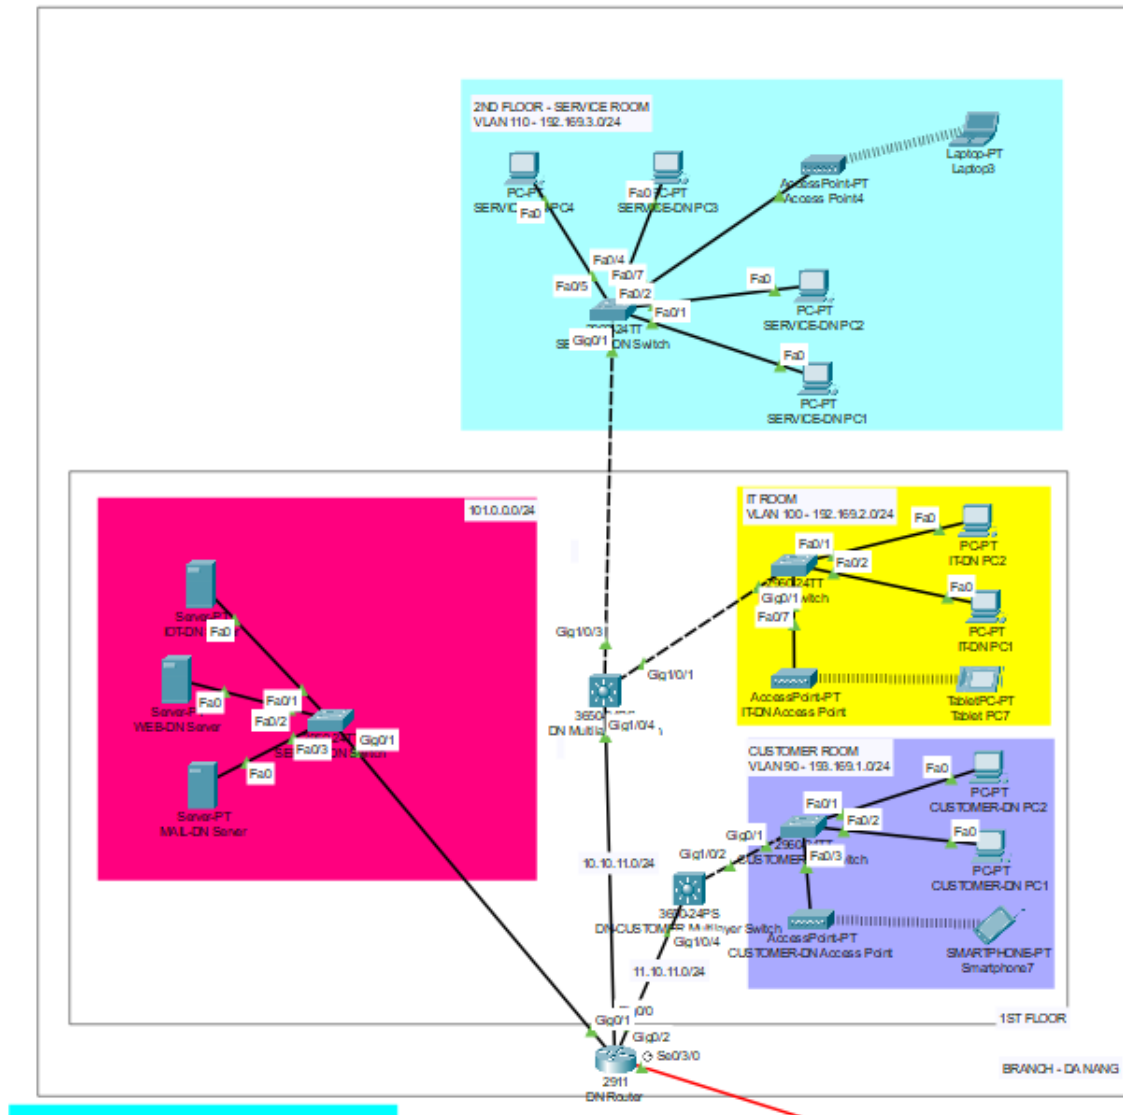 2ND FLOOR - SERVICE ROOM
VLAN 110 - 192.169.3.0/24
Laptop-PT
Laptop3
AccessPoint-PT
Access Point4
PC-PT
Fa0
Fa0
SERVICE-DN PC3
Fa0/4
Fa0/7
Fa0/5
Fa0/2
Fa0/1
Fa0
PC-PT
SERVICE-DN PC2
Gig0/1
Switch
Fa0
PC-PT
SERVICE-DN PC1
101.0.0.0/24
IT ROOM
VLAN 100 - 192.169.2.0/24
Fa0
Fa0/1
Fa0/2
PC-PT
IT-DN PC2
Gig0/1
Fa0
Fa0/7
PC-PT
IT-DN PC1
AccessPoint-PT
IT-DN Access Point
TabletPC-PT
Tablet PC7
Server-PT
Fa0
Fa0/1
Fa0
Fa0/2
WEB-DN Server
Fa0/3
Gig0/1
Fa0
Server-PT
MAIL-DN Server
Gig1/0/3
Gig1/0/1
Gig1/0/4
CUSTOMER ROOM
VLAN 90 - 193.169.1.0/24
Fa0
Fa0/1
Fa0/2
PC-PT
CUSTOMER-DN PC2
Gig0/1
Fa0
Fa0/3
PC-PT
CUSTOMER-DN PC1
Gig1/0/2
10.10.11.0/24
Gig1/0/4
AccessPoint-PT
CUSTOMER-DN Access Point
SMARTPHONE-PT
Smartphone7
11.10.11.0/24
1ST FLOOR
Gig0/1
Gig0/2
Se0/3/0
2911
DN Router
BRANCH - DA NANG